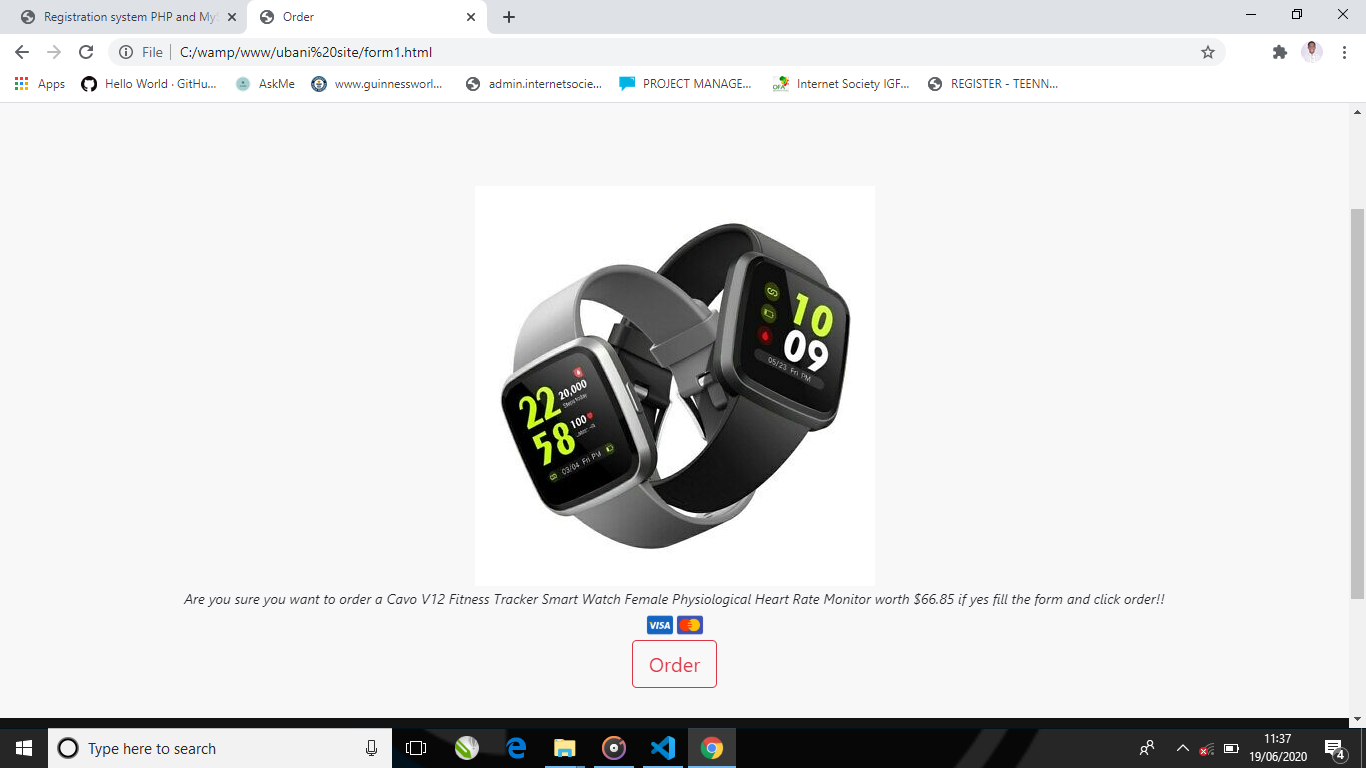 Registration system PHP and MyS
Order
File
C:/wamp/www/ubani%20site/form1.html
Apps
Hello World · GitHu...
AskMe
www.guinnessworl...
admin.internetsocie...
PROJECT MANAGE...
Internet Society IGF...
REGISTER - TEENN...
10
09
05/23 Fri PM
22
58
20,000
Steps today
100
03/04 Fri PM
Are you sure you want to order a Cavo V12 Fitness Tracker Smart Watch Female Physiological Heart Rate Monitor worth $66.85 if yes fill the form and click order!!
VISA
Order
Type here to search
11:37
19/06/2020
4